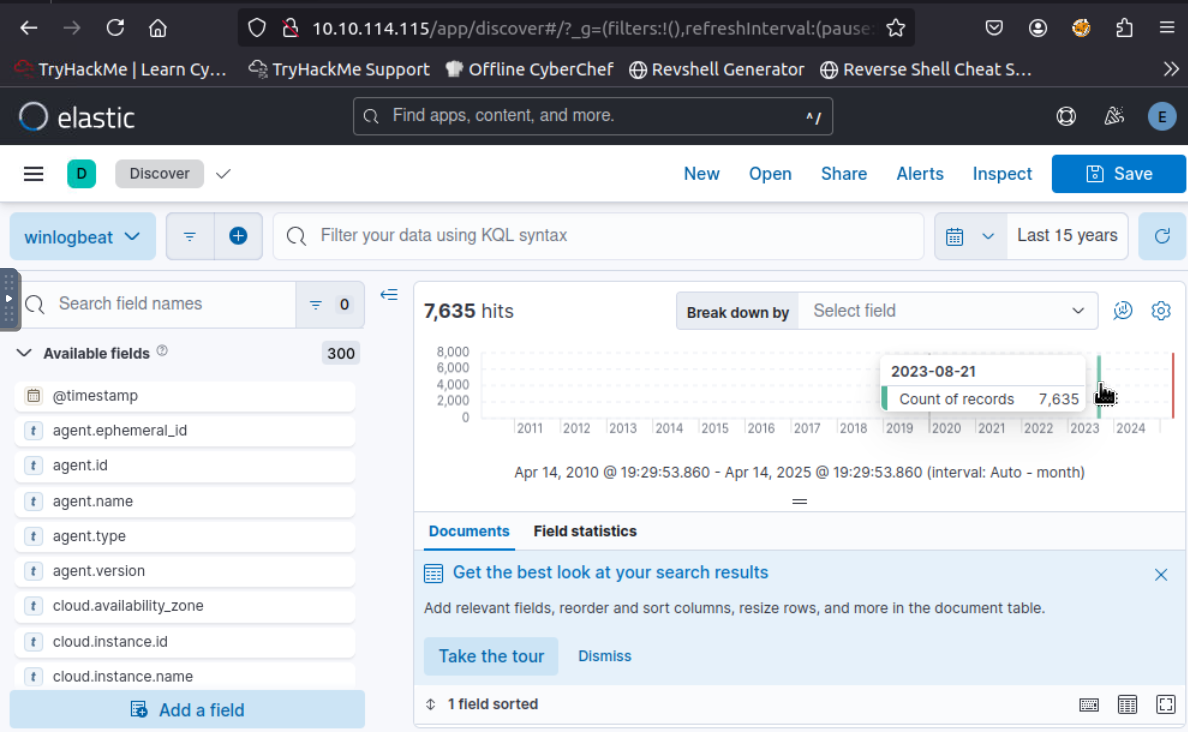 10.10.114.115/app/discover#/?_g=(filters:!(),refreshInterval:(pause:
TryHackMe | Learn Cy…
TryHackMe Support
Offline CyberChef
Revshell Generator
Reverse Shell Cheat S…
elastic
Find apps, content, and more.
^/
E
D
Discover
New
Open
Share
Alerts
Inspect
Save
winlogbeat
Filter your data using KQL syntax
Last 15 years
Search field names
0
Available fields
300
@timestamp
t agent.ephemeral_id
t agent.id
t agent.name
t agent.type
t agent.version
t cloud.availability_zone
t cloud.instance.id
t cloud.instance.name
Add a field
7,635 hits
Break down by
Select field
8,000
6,000
4,000
2,000
0
2023-08-21
Count of records 7,635
2011 2012 2013 2014 2015 2016 2017 2018 2019 2020 2021 2022 2023 2024
Apr 14, 2010 @ 19:29:53.860 - Apr 14, 2025 @ 19:29:53.860 (interval: Auto - month)
Documents
Field statistics
Get the best look at your search results
Add relevant fields, reorder and sort columns, resize rows, and more in the document table.
Take the tour
Dismiss
1 field sorted